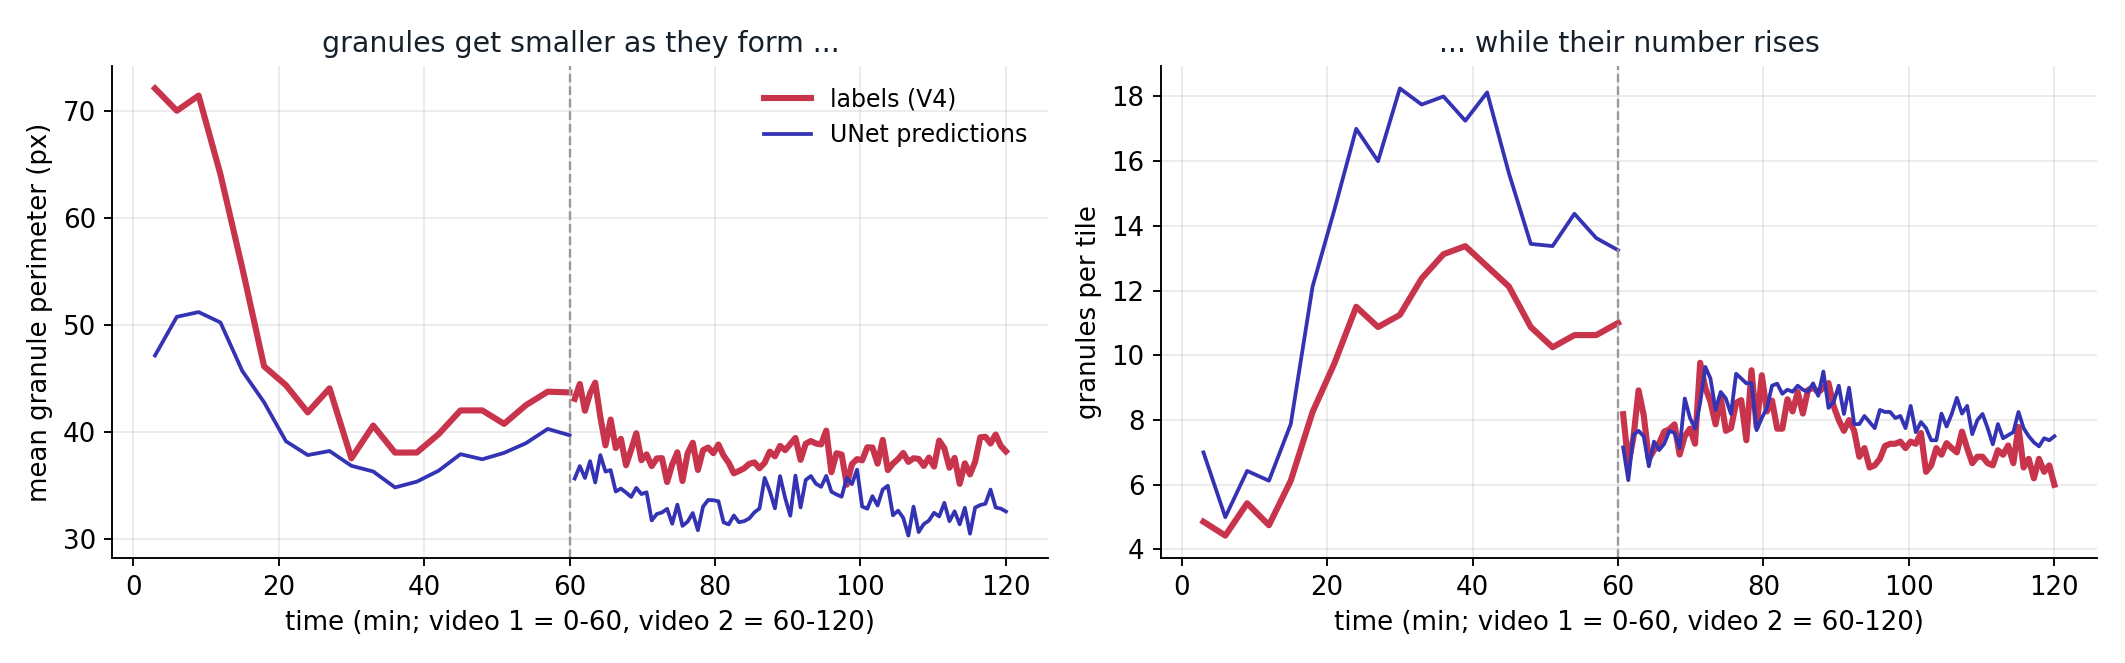 granules get smaller as they form ...
mean granule perimeter (px)
70
60
50
40
30
labels (V4)
UNet predictions
0 20 40 60 80 100 120
time (min; video 1 = 0-60, video 2 = 60-120)
... while their number rises
granules per tile
18
16
14
12
10
8
6
4
0 20 40 60 80 100 120
time (min; video 1 = 0-60, video 2 = 60-120)